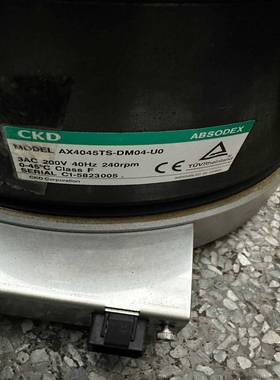 CKD
ABSODEX
MODEL AX4045TS-DM04-U0
3AC 200V 40Hz 240rpm
0-45°C Class F
SERIAL C1-5823005
CKD Corporation
CE
TÜVRheinland